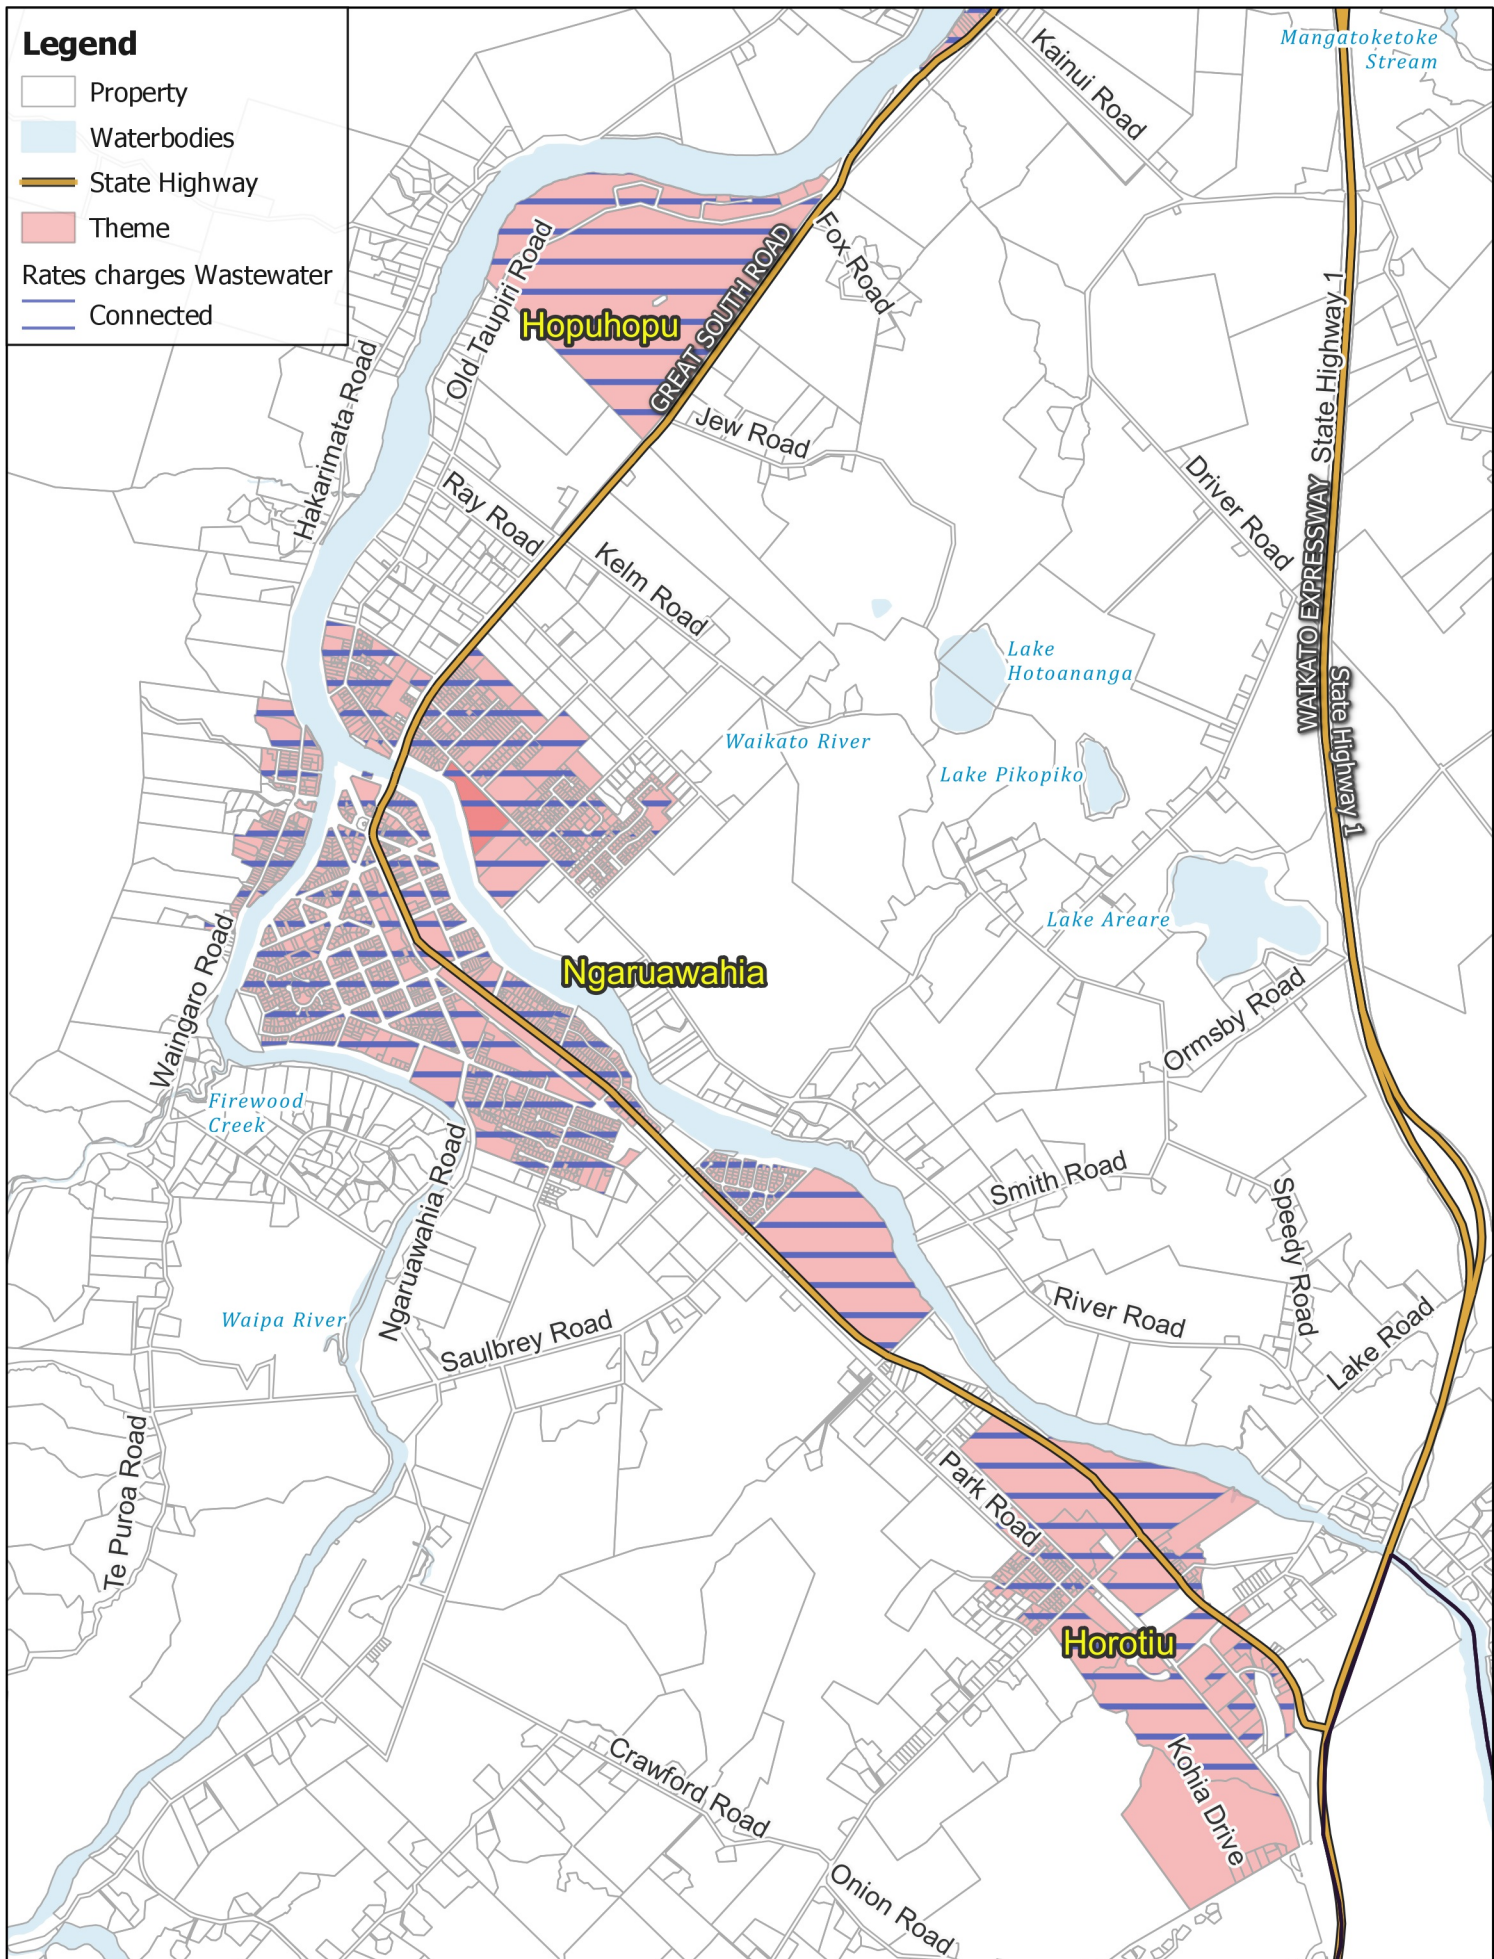 Legend
Property
Waterbodies
State Highway
Theme
Rates charges Wastewater
Connected
Mangatoketoke
Stream
Kainui Road
Fox Road
Old Taupiri Road
GREAT SOUTH ROAD
Hopuhopu
Hakarimata Road
Jew Road
State Highway 1
WAIKATO EXPRESSWAY
Driver Road
Ray Road
Kelm Road
Lake
Hotoananga
State Highway 1
Waikato River
Lake Pikopiko
Lake Areare
Waingaro Road
Ngaruawahia
Ormsby Road
Firewood
Creek
Ngaruawahia Road
Smith Road
Speedy Road
Waipa River
Saulbrey Road
River Road
Lake Road
Te Puroa Road
Park Road
Horotiu
Crawford Road
Kohia Drive
Onion Road